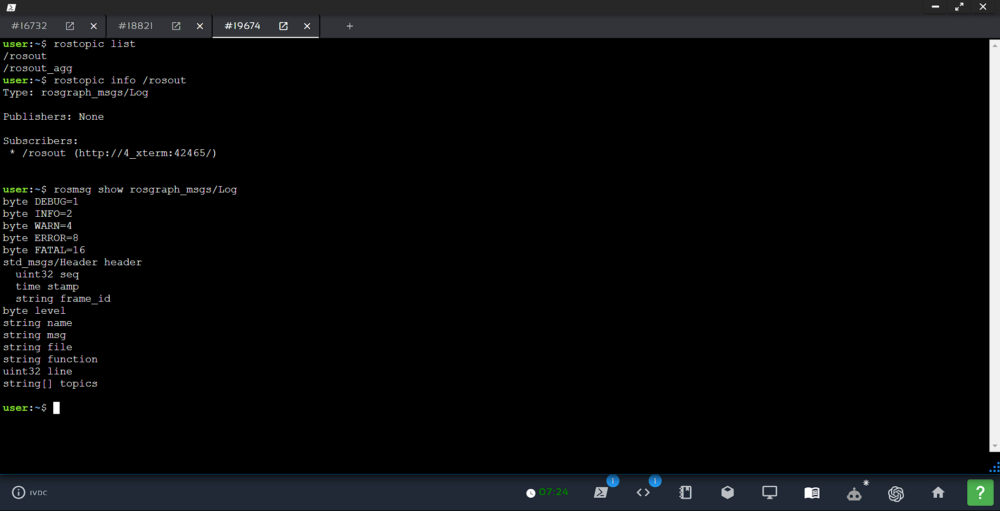 #16732 #18821 #19674 +
user:~$ rostopic list
/rosout
/rosout_agg
user:~$ rostopic info /rosout
Type: rosgraph_msgs/Log
Publishers: None
Subscribers:
 * /rosout (http://4_xterm:42465/)
user:~$ rosmsg show rosgraph_msgs/Log
byte DEBUG=1
byte INFO=2
byte WARN=4
byte ERROR=8
byte FATAL=16
std_msgs/Header header
  uint32 seq
  time stamp
  string frame_id
byte level
string name
string msg
string file
string function
uint32 line
string[] topics
user:~$
IVDC 07:24 1 1 * ?